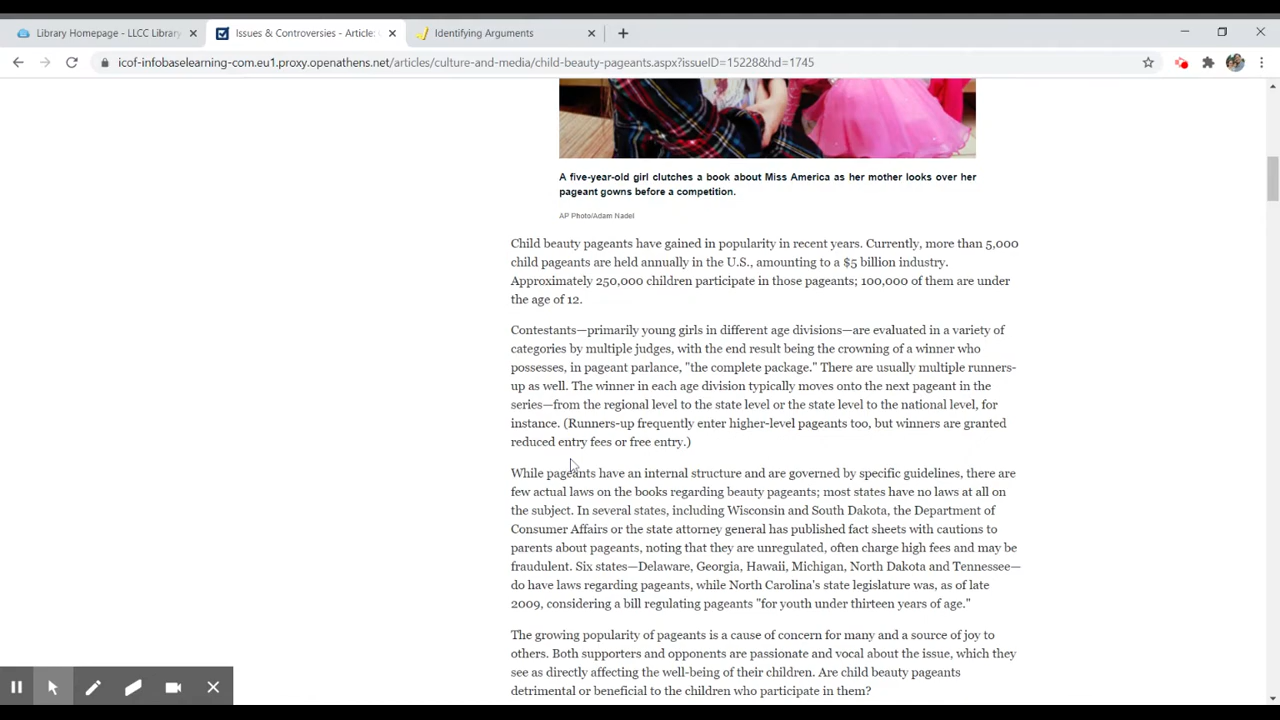 Library Homepage - LLCC Library
Issues & Controversies - Article: C
Identifying Arguments
icof-infobaselearning-com.eu1.proxy.openathens.net/articles/culture-and-media/child-beauty-pageants.aspx?issueID=15228&hd=1745
A five-year-old girl clutches a book about Miss America as her mother looks over her
pageant gowns before a competition.
AP Photo/Adam Nadel
Child beauty pageants have gained in popularity in recent years. Currently, more than 5,000
child pageants are held annually in the U.S., amounting to a $5 billion industry.
Approximately 250,000 children participate in those pageants; 100,000 of them are under
the age of 12.
Contestants—primarily young girls in different age divisions—are evaluated in a variety of
categories by multiple judges, with the end result being the crowning of a winner who
possesses, in pageant parlance, "the complete package." There are usually multiple runners-
up as well. The winner in each age division typically moves onto the next pageant in the
series—from the regional level to the state level or the state level to the national level, for
instance. (Runners-up frequently enter higher-level pageants too, but winners are granted
reduced entry fees or free entry.)
While pageants have an internal structure and are governed by specific guidelines, there are
few actual laws on the books regarding beauty pageants; most states have no laws at all on
the subject. In several states, including Wisconsin and South Dakota, the Department of
Consumer Affairs or the state attorney general has published fact sheets with cautions to
parents about pageants, noting that they are unregulated, often charge high fees and may be
fraudulent. Six states—Delaware, Georgia, Hawaii, Michigan, North Dakota and Tennessee—
do have laws regarding pageants, while North Carolina's state legislature was, as of late
2009, considering a bill regulating pageants "for youth under thirteen years of age."
The growing popularity of pageants is a cause of concern for many and a source of joy to
others. Both supporters and opponents are passionate and vocal about the issue, which they
see as directly affecting the well-being of their children. Are child beauty pageants
detrimental or beneficial to the children who participate in them?